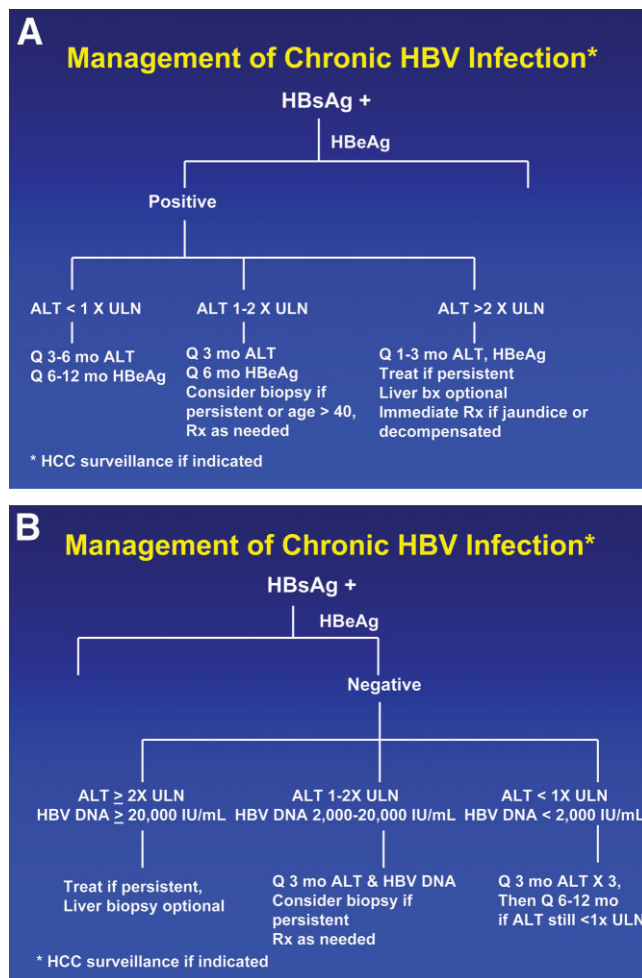 A
Management of Chronic HBV Infection*
HBsAg +
HBeAg
Positive
ALT < 1 X ULN
Q 3-6 mo ALT
Q 6-12 mo HBeAg
ALT 1-2 X ULN
Q 3 mo ALT
Q 6 mo HBeAg
Consider biopsy if
persistent or age > 40,
Rx as needed
ALT >2 X ULN
Q 1-3 mo ALT, HBeAg
Treat if persistent
Liver bx optional
Immediate Rx if jaundice or
decompensated
* HCC surveillance if indicated
B
Management of Chronic HBV Infection*
HBsAg +
HBeAg
Negative
ALT ≥ 2X ULN
HBV DNA ≥ 20,000 IU/mL
Treat if persistent,
Liver biopsy optional
ALT 1-2X ULN
HBV DNA 2,000-20,000 IU/mL
Q 3 mo ALT & HBV DNA
Consider biopsy if
persistent
Rx as needed
ALT < 1X ULN
HBV DNA < 2,000 IU/mL
Q 3 mo ALT X 3,
Then Q 6-12 mo
if ALT still <1x ULN
* HCC surveillance if indicated